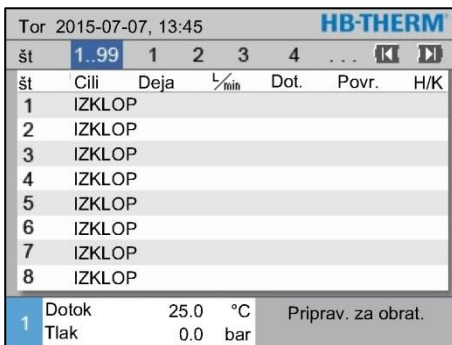 Tor 2015-07-07, 13:45 HB-THERM
št 1..99 1 2 3 4 ...
št Cili Deja L/min Dot. Povr. H/K
1 IZKLOP
2 IZKLOP
3 IZKLOP
4 IZKLOP
5 IZKLOP
6 IZKLOP
7 IZKLOP
8 IZKLOP
1 Dotok 25.0 °C Priprav. za obrat.
Tlak 0.0 bar